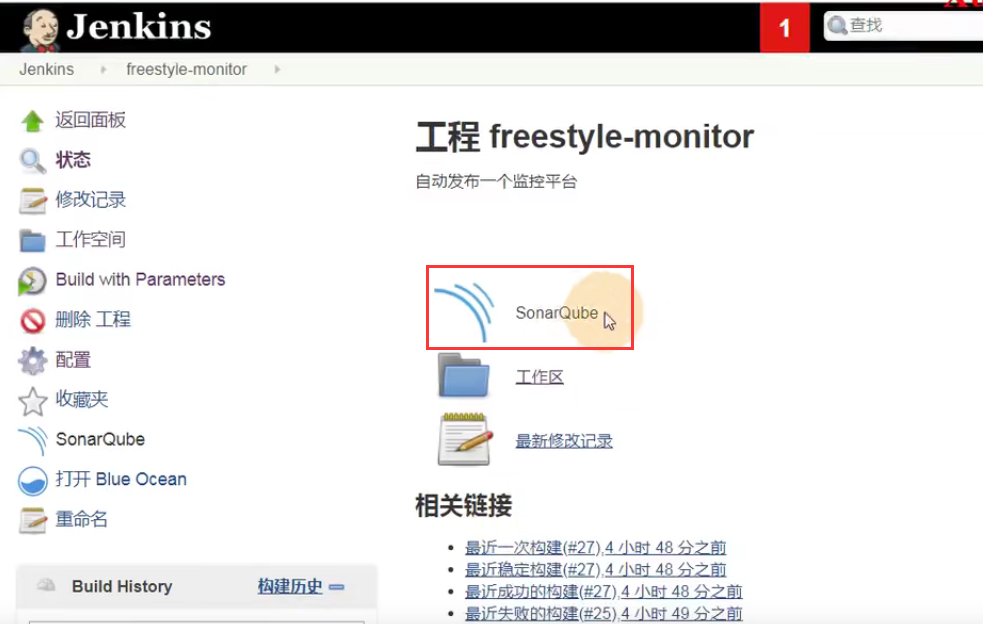 Jenkins
1
查找
Jenkins
freestyle-monitor
返回面板
状态
修改记录
工作空间
Build with Parameters
删除 工程
配置
收藏夹
SonarQube
打开 Blue Ocean
重命名
Build History
构建历史
工程 freestyle-monitor
自动发布一个监控平台
SonarQube
工作区
最新修改记录
相关链接
最近一次构建(#27),4 小时 48 分之前
最近稳定构建(#27),4 小时 48 分之前
最近成功的构建(#27),4 小时 48 分之前
最近失败的构建(#25),4 小时 49 分之前